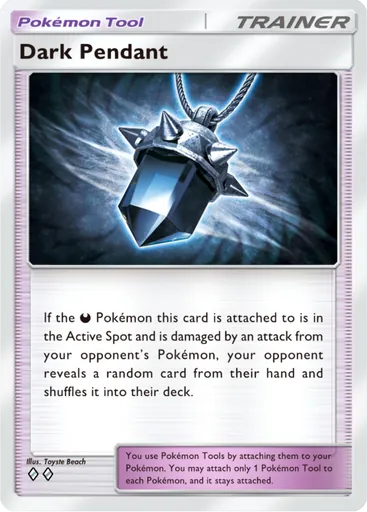 Pokémon Tool
TRAINER
Dark Pendant
If the Pokémon this card is attached to is in
the Active Spot and is damaged by an attack from
your opponent's Pokémon, your opponent
reveals a random card from their hand and
shuffles it into their deck.
Illus. Toyste Beach
You use Pokémon Tools by attaching them to your
Pokémon. You may attach only 1 Pokémon Tool to
each Pokémon, and it stays attached.